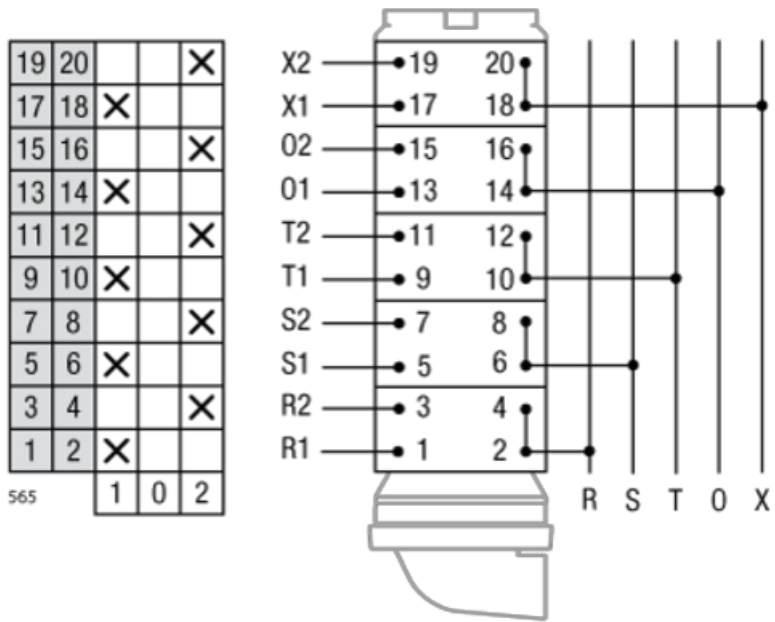 19 20 X X2 19 20
17 18 X X1 17 18
15 16 X O2 15 16
13 14 X O1 13 14
11 12 X T2 11 12
9 10 X T1 9 10
7 8 X S2 7 8
5 6 X S1 5 6
3 4 X R2 3 4
1 2 X R1 1 2
565 1 0 2 R S T O X